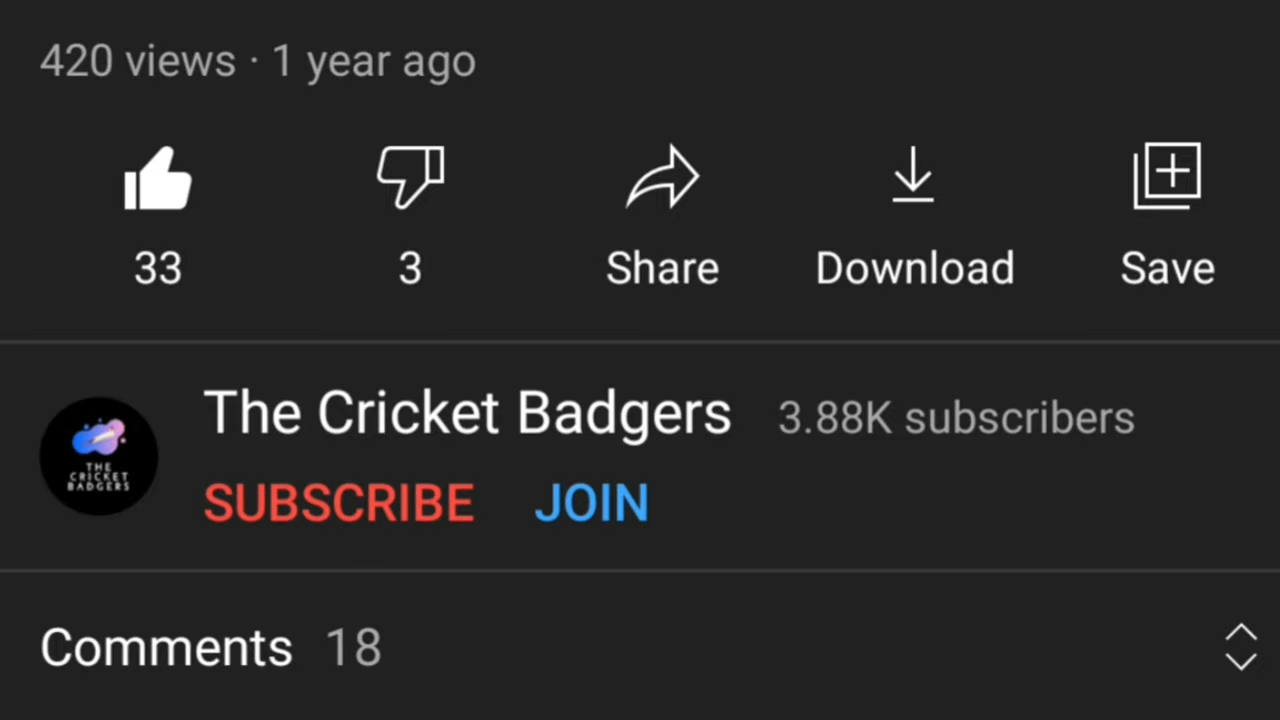 420 views · 1 year ago
33
3
Share
Download
Save
The Cricket Badgers 3.88K subscribers
THE
CRICKET
BADGERS
SUBSCRIBE JOIN
Comments 18